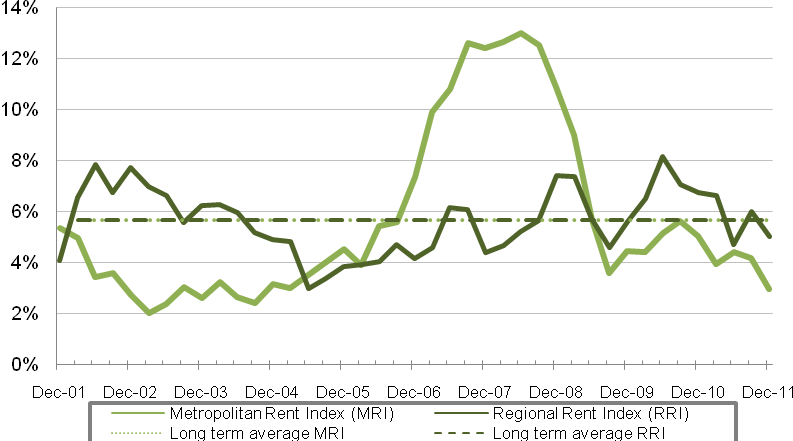 14%
12%
10%
8%
6%
4%
2%
0%
Dec-01 Dec-02 Dec-03 Dec-04 Dec-05 Dec-06 Dec-07 Dec-08 Dec-09 Dec-10 Dec-11
Metropolitan Rent Index (MRI) Regional Rent Index (RRI)
Long term average MRI Long term average RRI